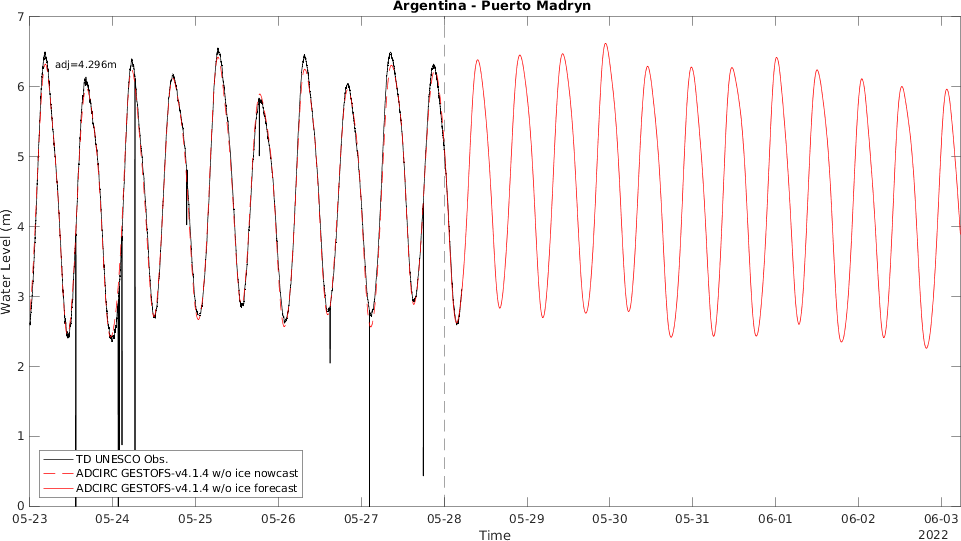 Argentina - Puerto Madryn
7
adj=4.296m
6
5
4
3
2
1
0
Water Level (m)
TD UNESCO Obs.
ADCIRC GESTOFS-v4.1.4 w/o ice nowcast
ADCIRC GESTOFS-v4.1.4 w/o ice forecast
05-23 05-24 05-25 05-26 05-27 05-28 05-29 05-30 05-31 06-01 06-02 06-03
Time
2022